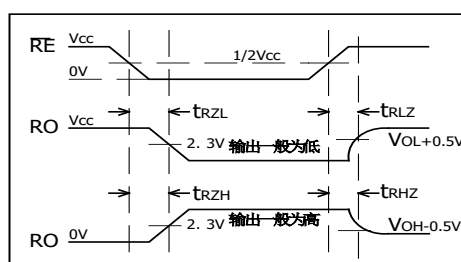 RE Vcc
1/2Vcc
0V
tRZL tRLZ
RO Vcc
2. 3V 输出一般为低 VOL+0.5V
tRZH tRHZ
2. 3V 输出一般为高
RO 0V VOH-0.5V